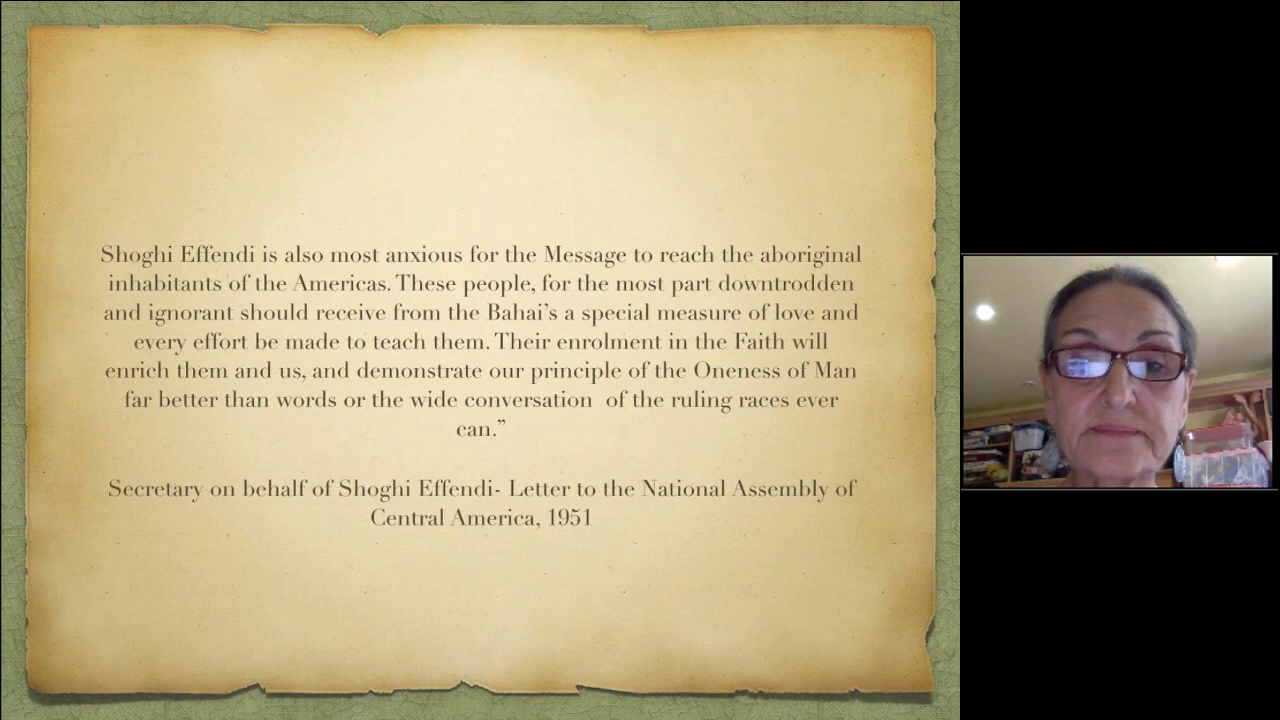 Shoghi Effendi is also most anxious for the Message to reach the aboriginal
inhabitants of the Americas. These people, for the most part downtrodden
and ignorant should receive from the Bahai's a special measure of love and
every effort be made to teach them. Their enrolment in the Faith will
enrich them and us, and demonstrate our principle of the Oneness of Man
far better than words or the wide conversation  of the ruling races ever
can.”
Secretary on behalf of Shoghi Effendi- Letter to the National Assembly of
Central America, 1951